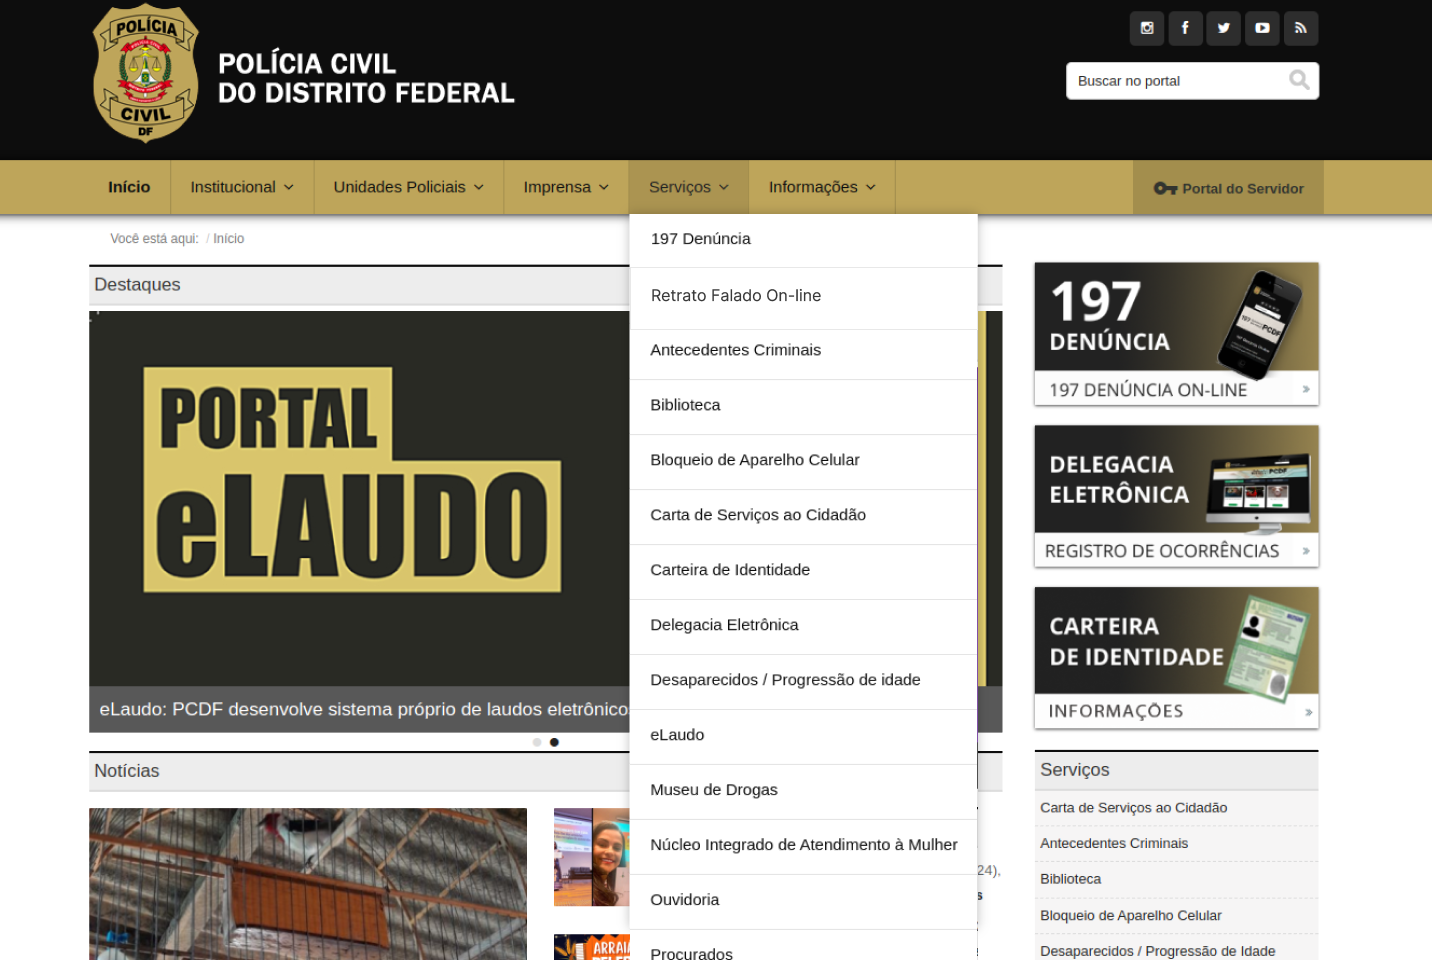 POLÍCIA
CIVIL
DF
POLÍCIA CIVIL
DO DISTRITO FEDERAL
Buscar no portal
Início
Institucional
Unidades Policiais
Imprensa
Serviços
Informações
Portal do Servidor
Você está aqui: / Início
Destaques
PORTAL
eLAUDO
eLaudo: PCDF desenvolve sistema próprio de laudos eletrônicos
Notícias
ARRAIA
24),
s
197 Denúncia
Retrato Falado On-line
Antecedentes Criminais
Biblioteca
Bloqueio de Aparelho Celular
Carta de Serviços ao Cidadão
Carteira de Identidade
Delegacia Eletrônica
Desaparecidos / Progressão de idade
eLaudo
Museu de Drogas
Núcleo Integrado de Atendimento à Mulher
Ouvidoria
Procurados
197
DENÚNCIA
197 DENÚNCIA ON-LINE
DELEGACIA
ELETRÔNICA
REGISTRO DE OCORRÊNCIAS
CARTEIRA
DE IDENTIDADE
INFORMAÇÕES
Serviços
Carta de Serviços ao Cidadão
Antecedentes Criminais
Biblioteca
Bloqueio de Aparelho Celular
Desaparecidos / Progressão de Idade